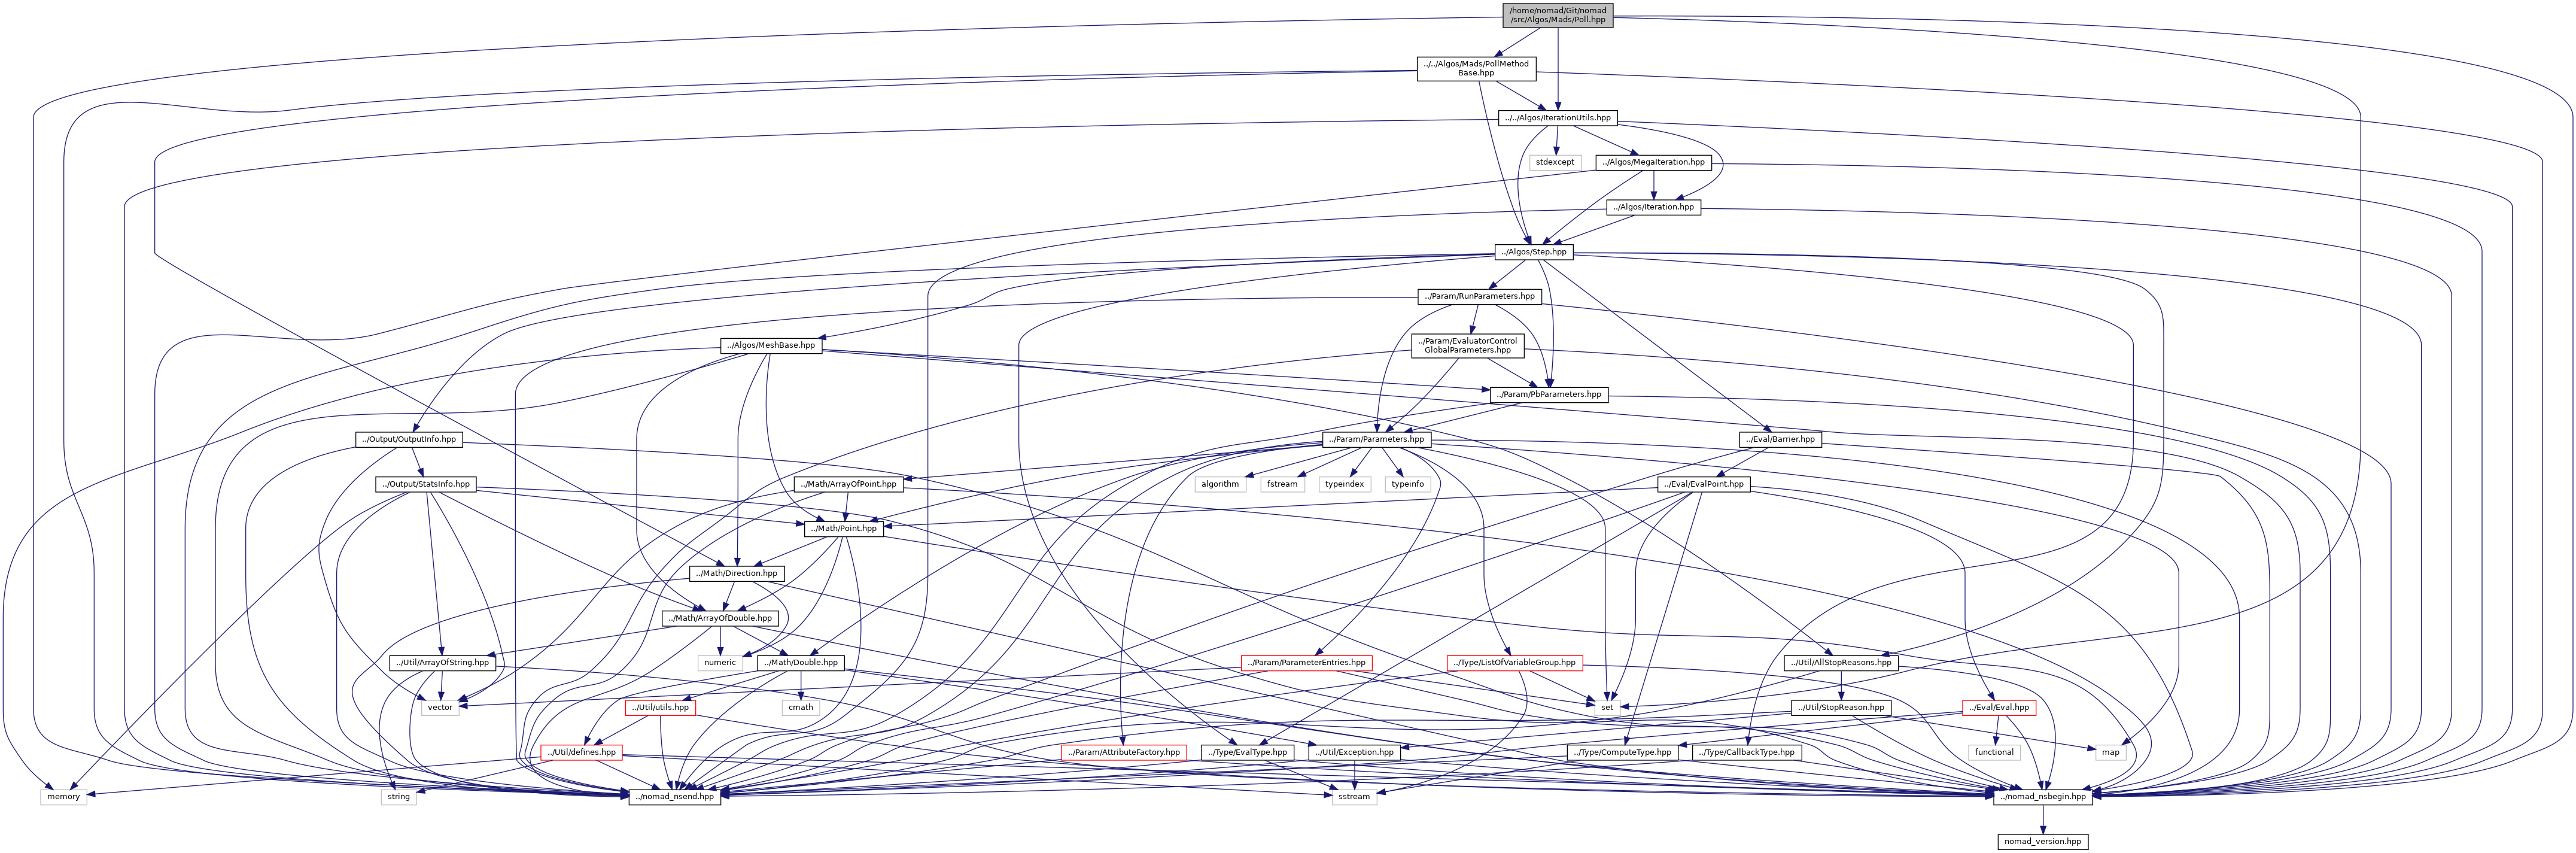 /home/nomad/Git/nomad
/src/Algos/Mads/Poll.hpp
../../Algos/Mads/PollMethod
Base.hpp
../../Algos/IterationUtils.hpp
stdexcept
../Algos/MegaIteration.hpp
../Algos/Iteration.hpp
../Algos/Step.hpp
../Param/RunParameters.hpp
../Algos/MeshBase.hpp
../Param/EvaluatorControl
GlobalParameters.hpp
../Param/PbParameters.hpp
../Output/OutputInfo.hpp
../Param/Parameters.hpp
../Eval/Barrier.hpp
../Output/StatsInfo.hpp
../Math/ArrayOfPoint.hpp
algorithm
fstream
typeindex
typeinfo
../Eval/EvalPoint.hpp
../Math/Point.hpp
../Math/Direction.hpp
../Math/ArrayOfDouble.hpp
../Util/ArrayOfString.hpp
numeric
../Math/Double.hpp
../Param/ParameterEntries.hpp
../Type/ListOfVariableGroup.hpp
../Util/AllStopReasons.hpp
vector
../Util/utils.hpp
cmath
set
../Util/StopReason.hpp
../Eval/Eval.hpp
../Util/defines.hpp
../Param/AttributeFactory.hpp
../Type/EvalType.hpp
../Util/Exception.hpp
../Type/ComputeType.hpp
../Type/CallbackType.hpp
functional
map
memory
string
../nomad_nsend.hpp
sstream
../nomad_nsbegin.hpp
nomad_version.hpp